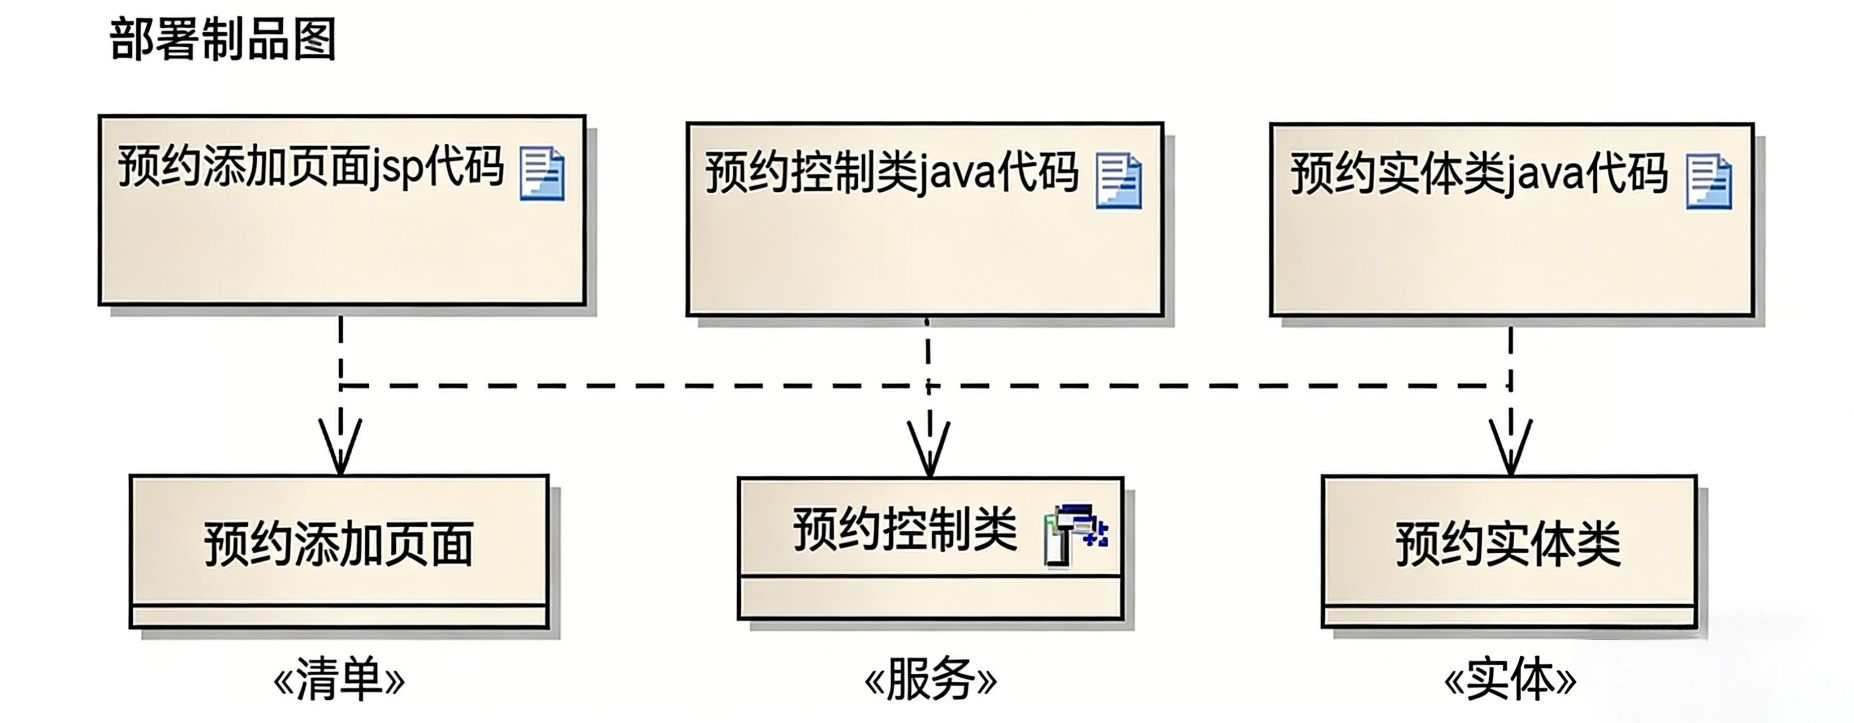 部署制品图
预约添加页面jsp代码
预约控制类java代码
预约实体类java代码
预约添加页面
预约控制类
预约实体类
«清单»
«服务»
«实体»